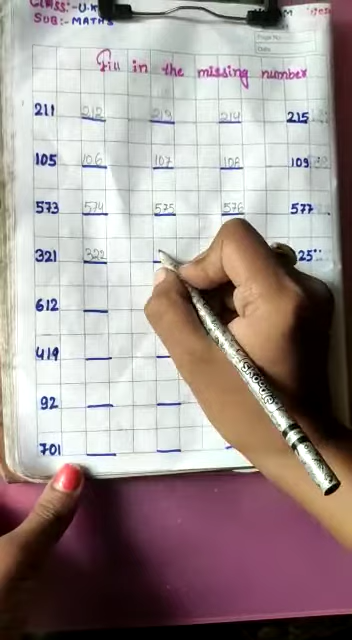 CLASS:- U.K
SUB:- MATHS
Page No.
Date
Fill in the missing number
211 212 213 214 215
105 106 107 108 109
573 574 575 576 577
321 322 25
612
419
92
701